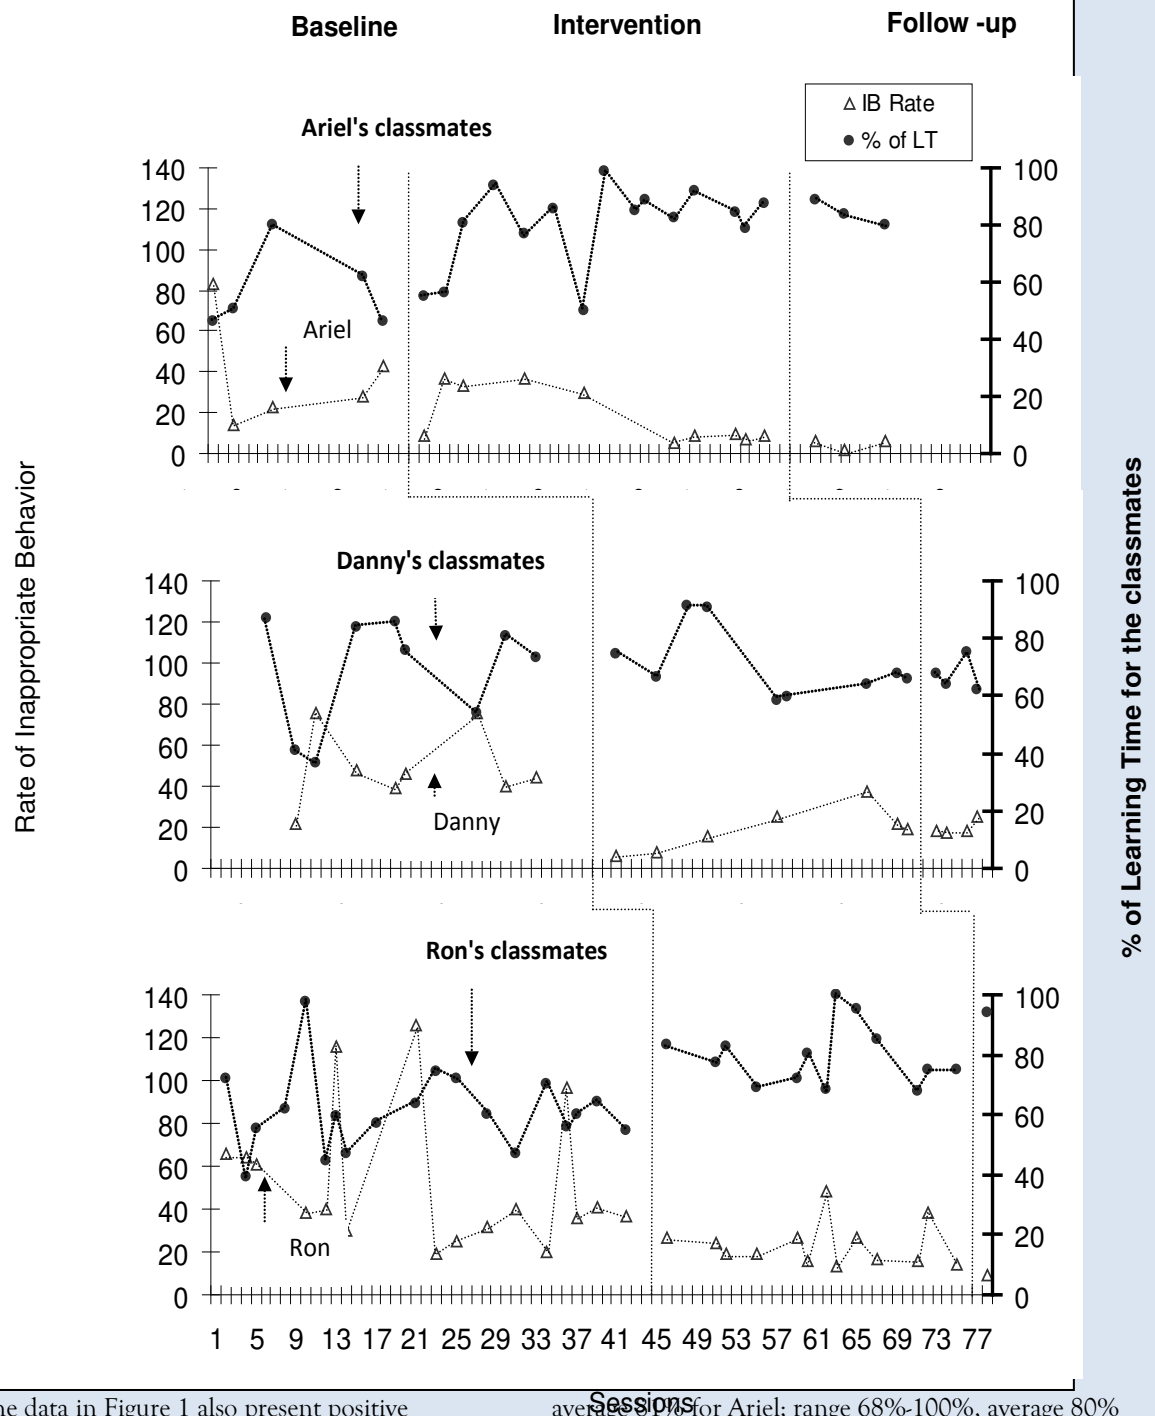 Baseline Intervention Follow -up
IB Rate
% of LT
Ariel's classmates
140 100
120
100 80
80 60
60 Ariel
40 40
20 20
0 0
Rate of Inappropriate Behavior
% of Learning Time for the classmates
Danny's classmates
140 100
120 80
100
80 60
60 40
40
20 Danny 20
0 0
Ron's classmates
140 100
120 80
100
80 60
60 40
40
20 Ron 20
0 0
1 5 9 13 17 21 25 29 33 37 41 45 49 53 57 61 65 69 73 77
Sessions
ne data in Figure 1 also present positive average 81% for Ariel; range 68%-100%, average 80%